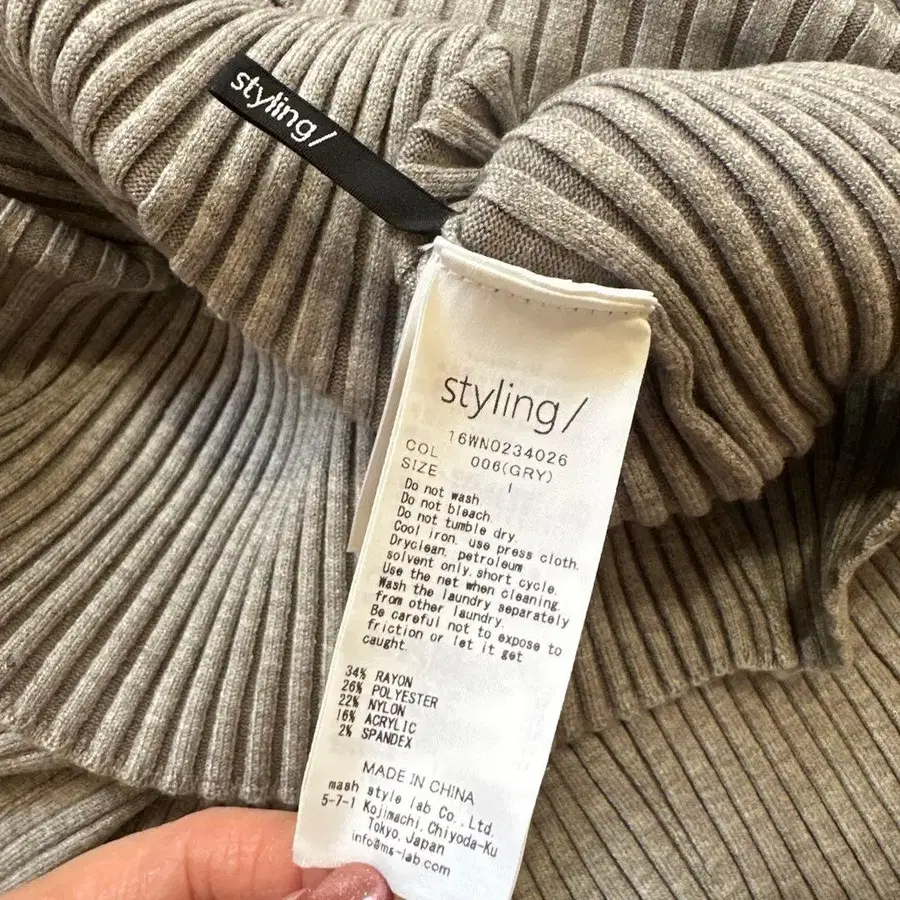 styling/
styling/
16WN0234026
COL 006(GRY)
SIZE 1
Do not wash
Do not bleach.
Do not tumble dry.
Cool iron. use press cloth.
Dryclean. petroleum
solvent only. short cycle.
Use the net when cleaning.
Wash the laundry separately
from other laundry.
Be careful not to expose to
friction or let it get
caught.
34% RAYON
26% POLYESTER
22% NYLON
16% ACRYLIC
2% SPANDEX
MADE IN CHINA
mash style lab Co., Ltd.
5-7-1 Kojimachi, Chiyoda-Ku
Tokyo, Japan
info@ms-lab.com